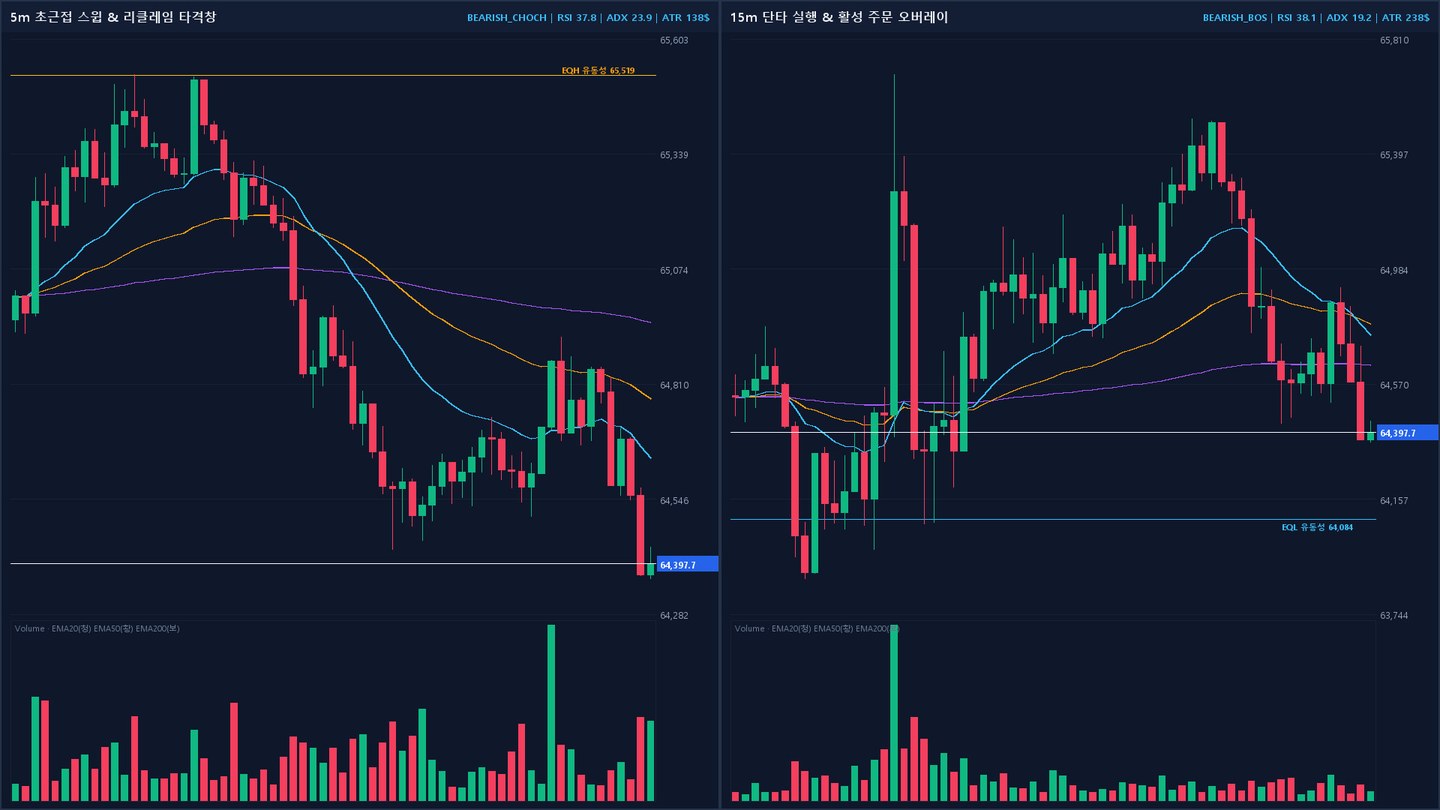 5m 초근접 스윕 & 리클레임 타격창
BEARISH_CHOCH | RSI 37.8 | ADX 23.9 | ATR 138$
65,603
EQH 유동성 65,519
65,339
65,074
64,810
64,546
64,397.7
64,282
Volume · EMA20(청) EMA50(황) EMA200(보)
15m 단타 실행 & 활성 주문 오버레이
BEARISH_BOS | RSI 38.1 | ADX 19.2 | ATR 238$
65,810
65,397
64,984
64,570
64,397.7
64,157
EQL 유동성 64,084
63,744
Volume · EMA20(청) EMA50(황) EMA200(보)